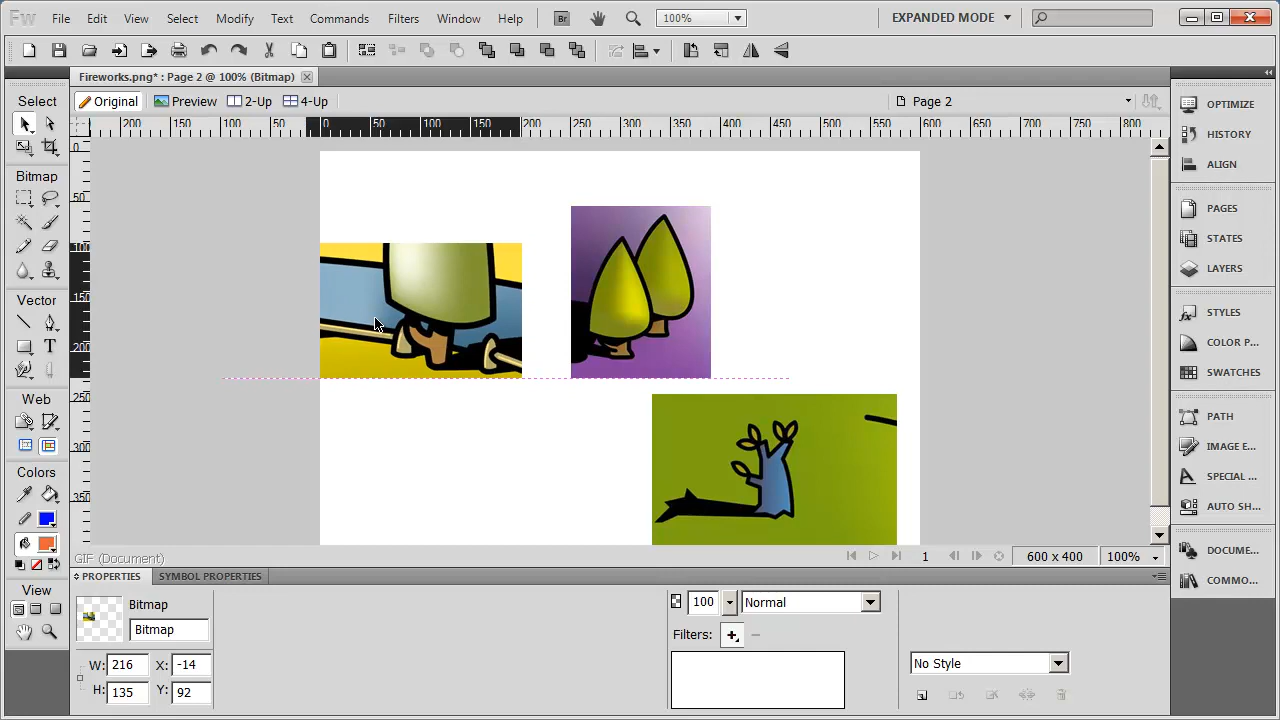 Fw File Edit View Select Modify Text Commands Filters Window Help Br 100% EXPANDED MODE
Fireworks.png* : Page 2 @ 100% (Bitmap)
Original Preview 2-Up 4-Up Page 2
200 150 100 50 0 50 100 150 200 250 300 350 400 450 500 550 600 650 700 750 800
0
50
100
150
200
250
300
350
Select
Bitmap
Vector
T
Web
Colors
View
OPTIMIZE
HISTORY
ALIGN
PAGES
STATES
LAYERS
STYLES
COLOR P...
SWATCHES
PATH
IMAGE E...
SPECIAL ...
AUTO SH...
DOCUME...
COMMO...
GIF (Document) 1 600 x 400 100%
PROPERTIES SYMBOL PROPERTIES
Bitmap 100 Normal
Bitmap Filters:
W: 216 X: -14 No Style
H: 135 Y: 92